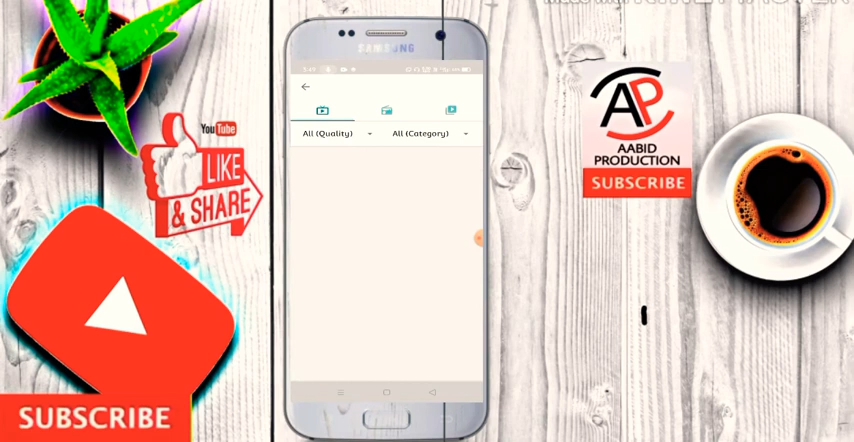 SAMSUNG
All (Quality)
All (Category)
YouTube
LIKE
& SHARE
SUBSCRIBE
AP
AABID
PRODUCTION
SUBSCRIBE